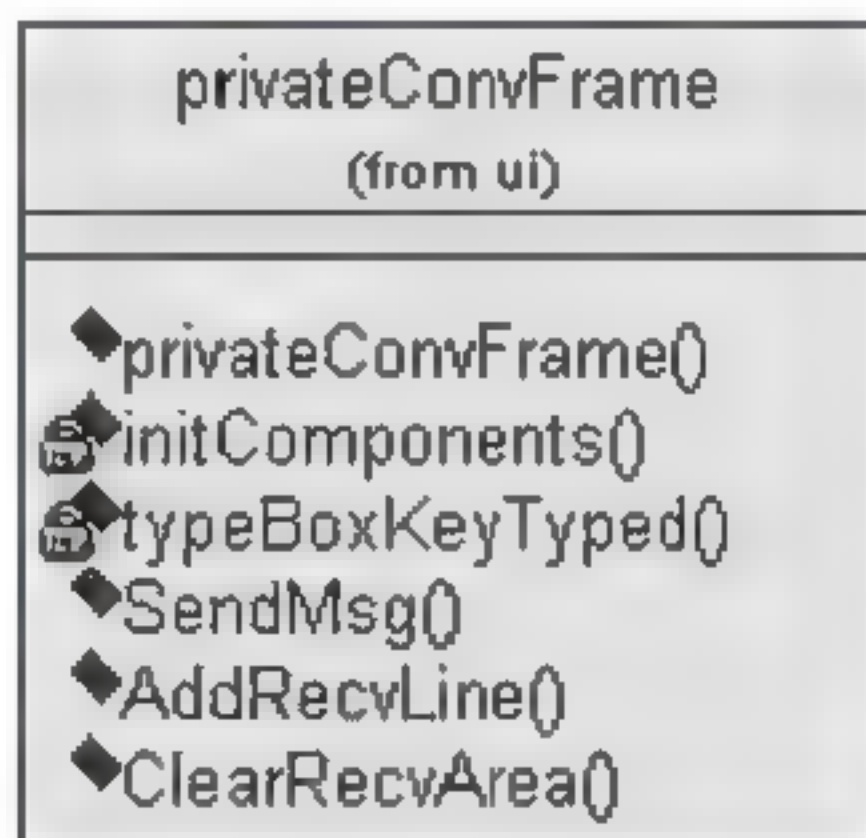 privateConvFrame
(from ui)
privateConvFrame()
initComponents()
typeBoxKeyTyped()
SendMsg()
AddRecvLine()
ClearRecvArea()